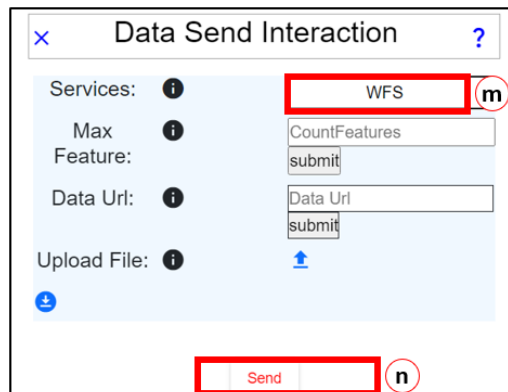 × Data Send Interaction ?
Services: i WFS m
Max Feature: i CountFeatures
submit
Data Url: i Data Url
submit
Upload File: i
Send n